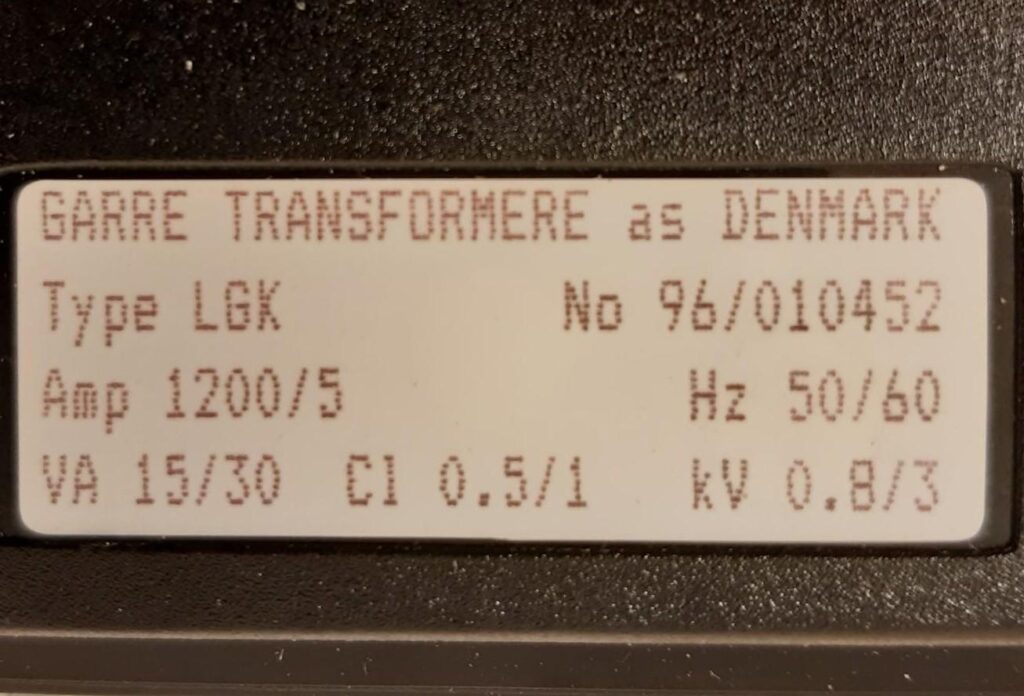 GARRE TRANSFORMERE as DENMARK
Type LGK No 96/010452
Amp 1200/5 Hz 50/60
VA 15/30 Cl 0.5/1 kV 0.8/3